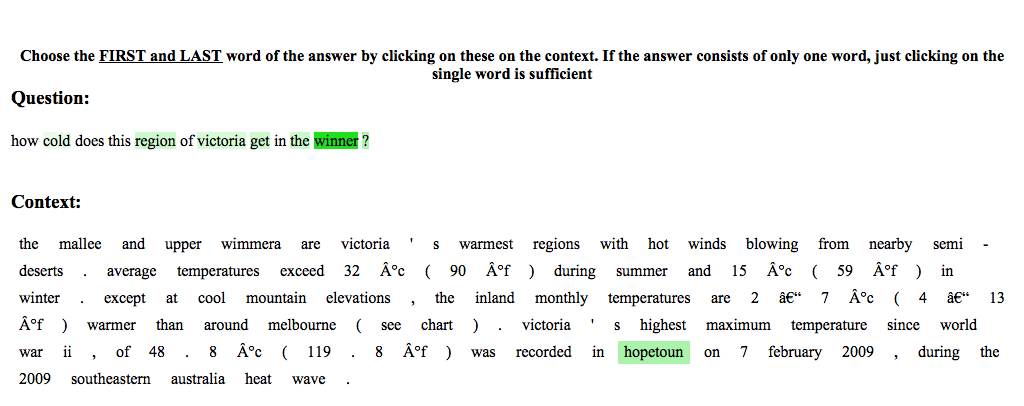 Choose the FIRST and LAST word of the answer by clicking on these on the context. If the answer consists of only one word, just clicking on the
single word is sufficient
Question:
how cold does this region of victoria get in the winner ?
Context:
the mallee and upper wimmera are victoria ' s warmest regions with hot winds blowing from nearby semi -
deserts . average temperatures exceed 32 Â°c ( 90 Â°f ) during summer and 15 Â°c ( 59 Â°f ) in
winter . except at cool mountain elevations , the inland monthly temperatures are 2 â€“ 7 Â°c ( 4 â€“ 13
Â°f ) warmer than around melbourne ( see chart ) . victoria ' s highest maximum temperature since world
war ii , of 48 . 8 Â°c ( 119 . 8 Â°f ) was recorded in hopetoun on 7 february 2009 , during the
2009 southeastern australia heat wave .